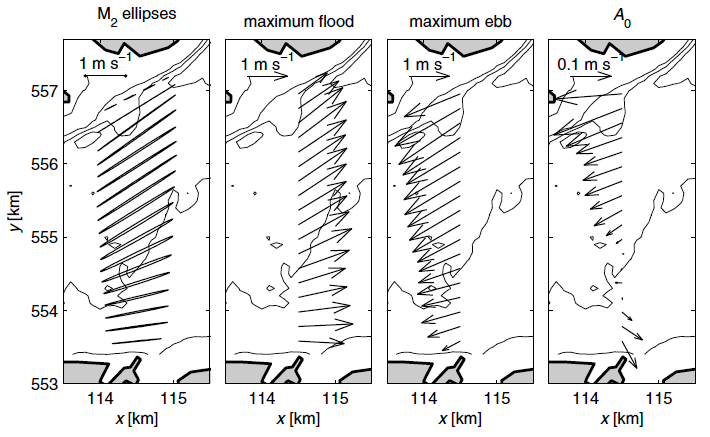 M₂ ellipses maximum flood maximum ebb A₀
1 m s⁻¹ 1 m s⁻¹ 1 m s⁻¹ 0.1 m s⁻¹
557
556
555
554
553
y [km]
114 115 114 115 114 115 114 115
x [km] x [km] x [km] x [km]